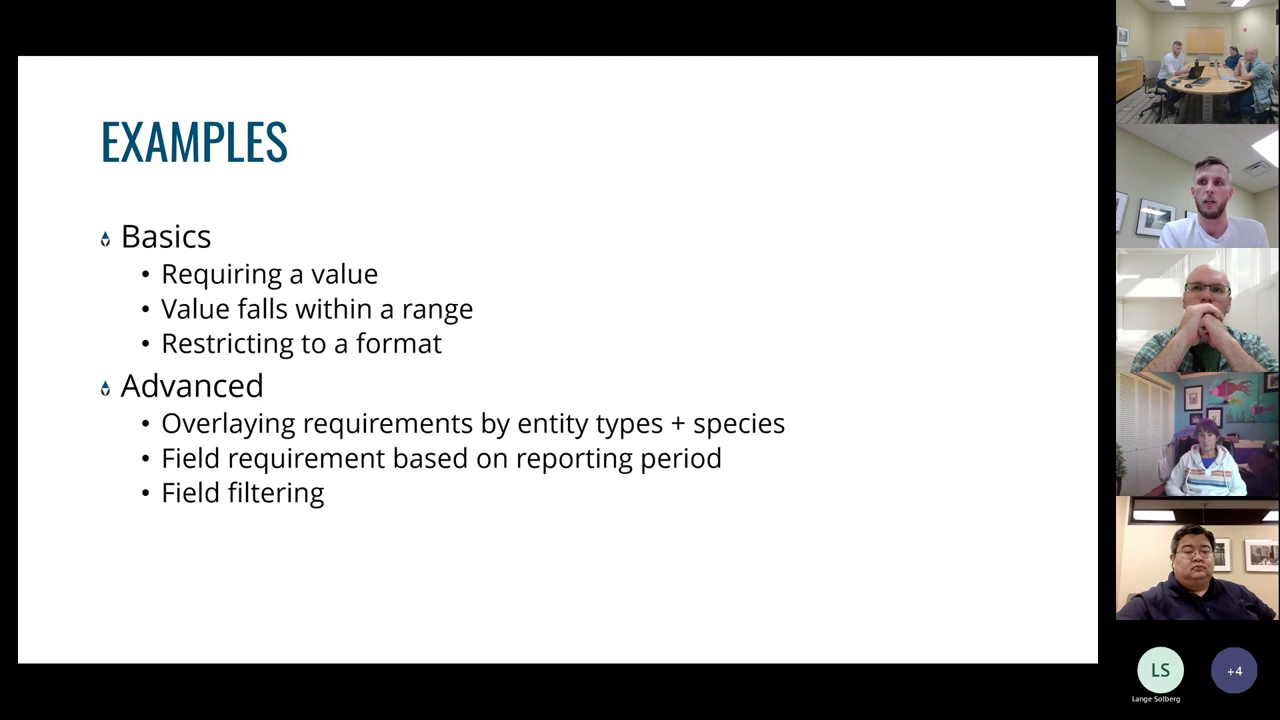 EXAMPLES
Basics
• Requiring a value
• Value falls within a range
• Restricting to a format
Advanced
• Overlaying requirements by entity types + species
• Field requirement based on reporting period
• Field filtering
LS
+4
Lange Solberg